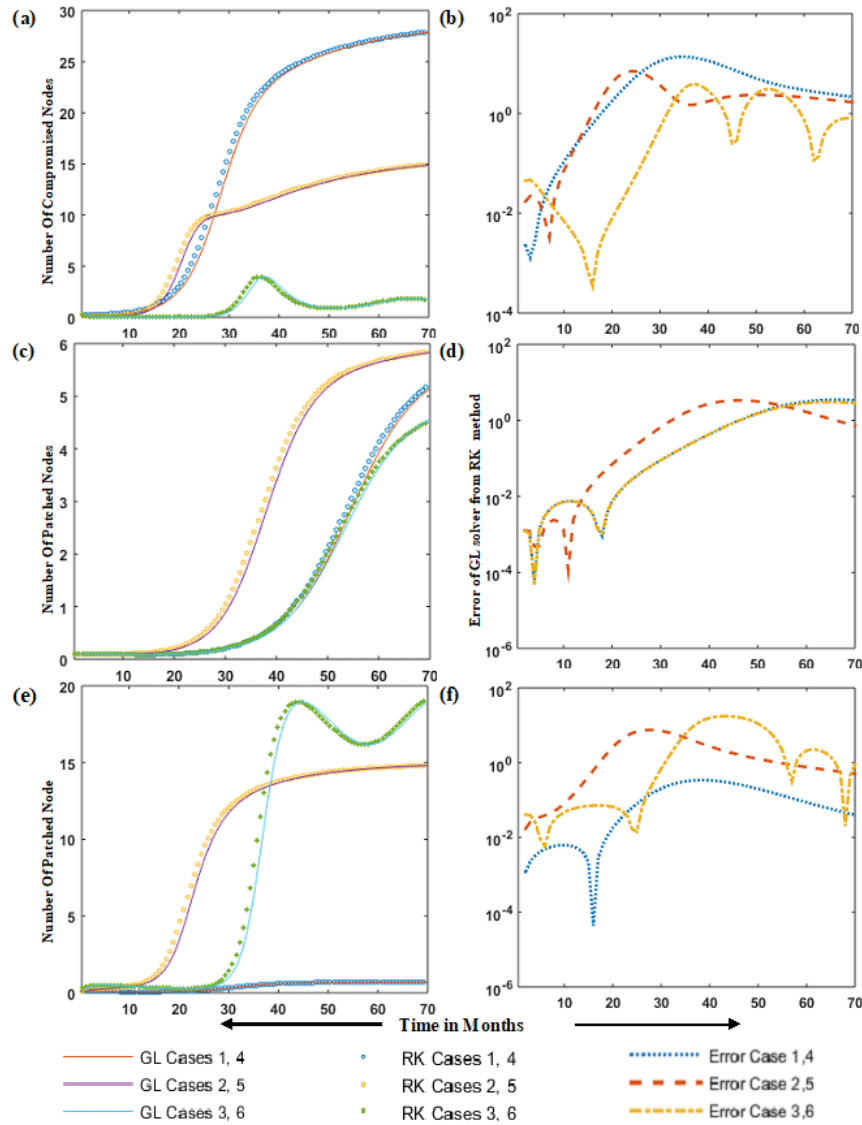 (a)
30
25
20
15
10
5
0
10 20 30 40 50 60 70
Number Of Compromised Nodes
(b)
10^2
10^0
10^-2
10^-4
10 20 30 40 50 60 70
(c)
6
5
4
3
2
1
0
10 20 30 40 50 60 70
Number Of Patched Nodes
(d)
10^2
10^0
10^-2
10^-4
10^-6
10 20 30 40 50 60 70
Error of GL solver from RK method
(e)
20
15
10
5
0
10 20 30 40 50 60 70
Number Of Patched Node
(f)
10^2
10^0
10^-2
10^-4
10^-6
10 20 30 40 50 60 70
Time in Months
GL Cases 1, 4 RK Cases 1, 4 Error Case 1,4
GL Cases 2, 5 RK Cases 2, 5 Error Case 2,5
GL Cases 3, 6 RK Cases 3, 6 Error Case 3,6